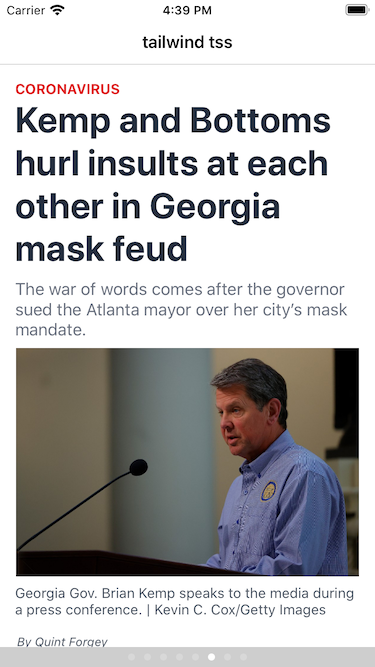 Carrier 4:39 PM
tailwind tss
CORONAVIRUS
Kemp and Bottoms
hurl insults at each
other in Georgia
mask feud
The war of words comes after the governor
sued the Atlanta mayor over her city’s mask
mandate.
Georgia Gov. Brian Kemp speaks to the media during
a press conference. | Kevin C. Cox/Getty Images
By Quint Forgey